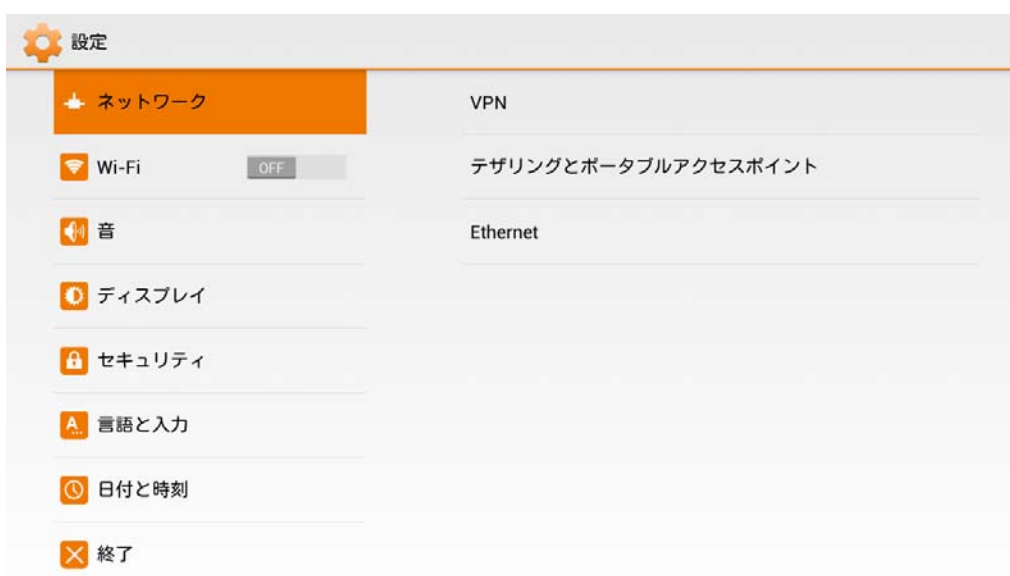 設定
ネットワーク
Wi-Fi
OFF
音
ディスプレイ
セキュリティ
A...
言語と入力
日付と時刻
終了
VPN
テザリングとポータブルアクセスポイント
Ethernet